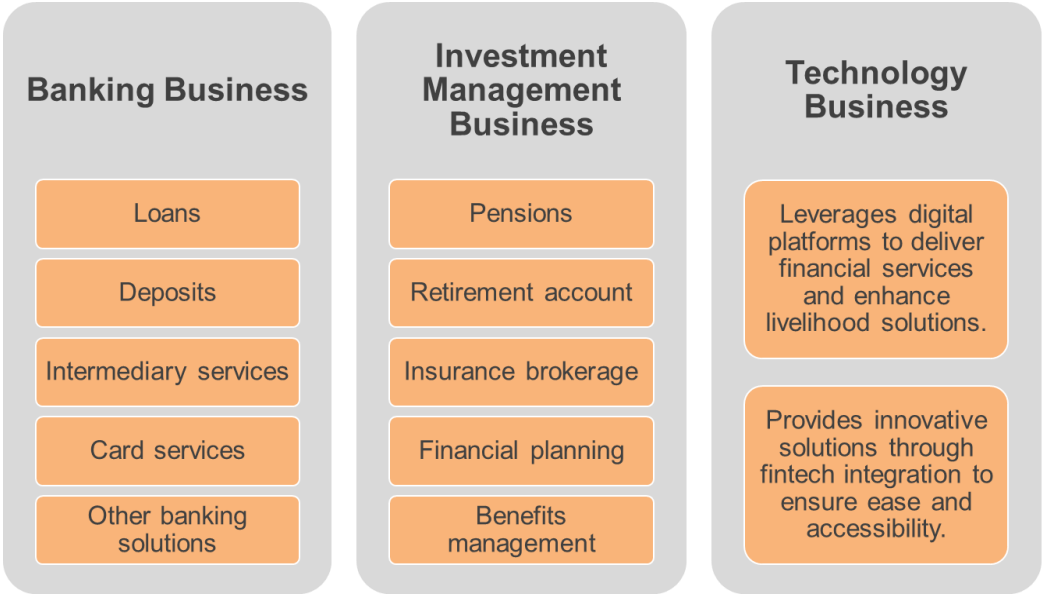 Banking Business
Loans
Deposits
Intermediary services
Card services
Other banking
solutions
Investment
Management
Business
Pensions
Retirement account
Insurance brokerage
Financial planning
Benefits
management
Technology
Business
Leverages digital
platforms to deliver
financial services
and enhance
livelihood solutions.
Provides innovative
solutions through
fintech integration to
ensure ease and
accessibility.